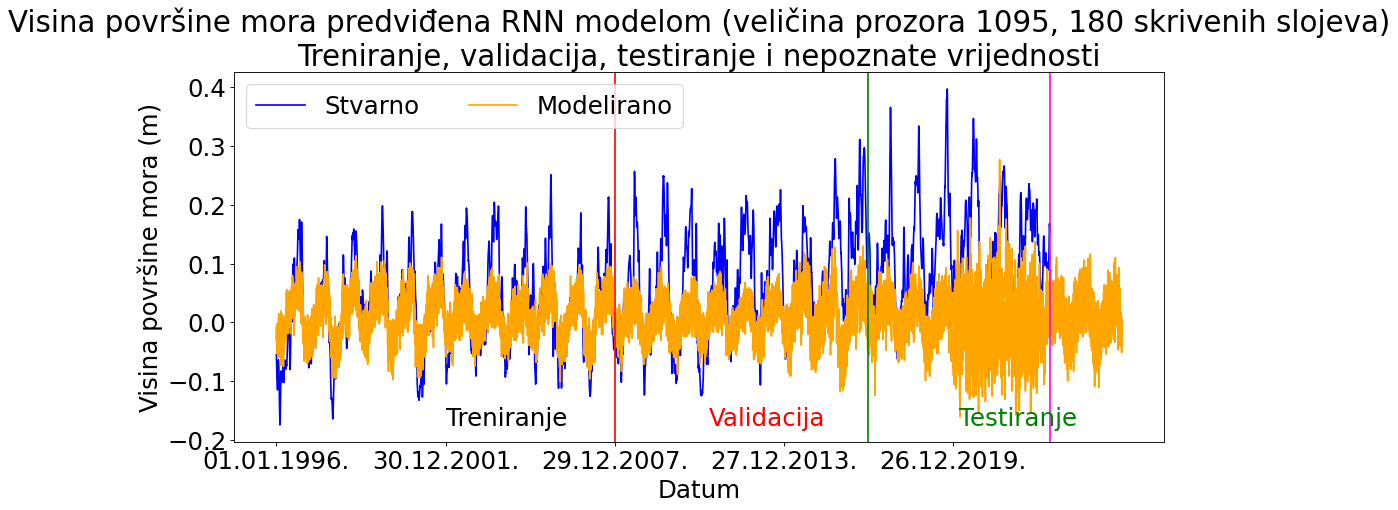 Visina površine mora predviđena RNN modelom (veličina prozora 1095, 180 skrivenih slojeva)
Treniranje, validacija, testiranje i nepoznate vrijednosti
Stvarno
Modelirano
Visina površine mora (m)
0.4
0.3
0.2
0.1
0.0
−0.1
−0.2
Treniranje
Validacija
Testiranje
01.01.1996.
30.12.2001.
29.12.2007.
27.12.2013.
26.12.2019.
Datum